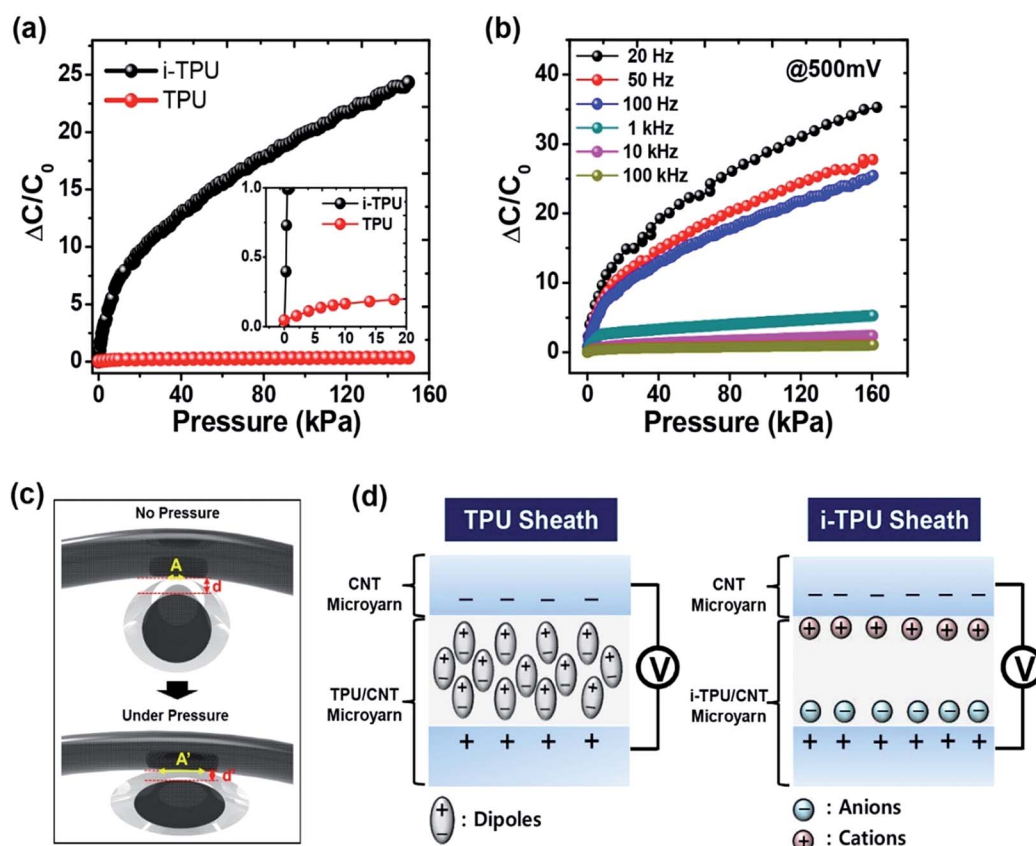 (a)
i-TPU
TPU
25
20
15
10
5
0
ΔC/C0
0 40 80 120 160
Pressure (kPa)
1.0
0.5
0.0
i-TPU
TPU
0 5 10 15 20
(b)
20 Hz
50 Hz
100 Hz
1 kHz
10 kHz
100 kHz
@500mV
40
30
20
10
0
ΔC/C0
0 40 80 120 160 200
Pressure (kPa)
(c)
No Pressure
A
d
Under Pressure
A'
d'
(d)
TPU Sheath
CNT
Microyarn
TPU/CNT
Microyarn
− − − −
+ + + +
V
: Dipoles
i-TPU Sheath
CNT
Microyarn
i-TPU/CNT
Microyarn
− − − − − −
+ + + + + +
− − − − − −
+ + + + + +
V
− : Anions
+ : Cations